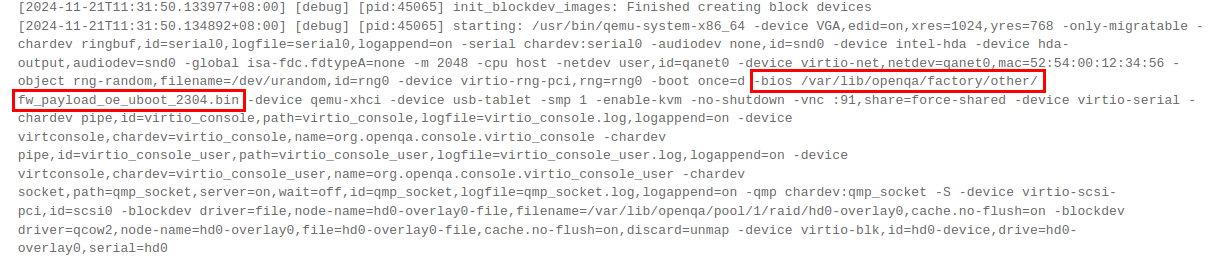 [2024-11-21T11:31:50.133977+08:00] [debug] [pid:45065] init_blockdev_images: Finished creating block devices
[2024-11-21T11:31:50.134892+08:00] [debug] [pid:45065] starting: /usr/bin/qemu-system-x86_64 -device VGA,edid=on,xres=1024,yres=768 -only-migratable -
chardev ringbuf,id=serial0,logfile=serial0,logappend=on -serial chardev:serial0 -audiodev none,id=snd0 -device intel-hda -device hda-
output,audiodev=snd0 -global isa-fdc.fdtypeA=none -m 2048 -cpu host -netdev user,id=qanet0 -device virtio-net,netdev=qanet0,mac=52:54:00:12:34:56 -
object rng-random,filename=/dev/urandom,id=rng0 -device virtio-rng-pci,rng=rng0 -boot once=d -bios /var/lib/openqa/factory/other/
fw_payload_oe_uboot_2304.bin -device qemu-xhci -device usb-tablet -smp 1 -enable-kvm -no-shutdown -vnc :91,share=force-shared -device virtio-serial -
chardev pipe,id=virtio_console,path=virtio_console,logfile=virtio_console.log,logappend=on -device
virtconsole,chardev=virtio_console,name=org.openqa.console.virtio_console -chardev
pipe,id=virtio_console_user,path=virtio_console_user,logfile=virtio_console_user.log,logappend=on -device
virtconsole,chardev=virtio_console_user,name=org.openqa.console.virtio_console_user -chardev
socket,path=qmp_socket,server=on,wait=off,id=qmp_socket,logfile=qmp_socket.log,logappend=on -qmp chardev:qmp_socket -S -device virtio-scsi-
pci,id=scsi0 -blockdev driver=file,node-name=hd0-overlay0-file,filename=/var/lib/openqa/pool/1/raid/hd0-overlay0,cache.no-flush=on -blockdev
driver=qcow2,node-name=hd0-overlay0,file=hd0-overlay0-file,cache.no-flush=on,discard=unmap -device virtio-blk,id=hd0-device,drive=hd0-
overlay0,serial=hd0